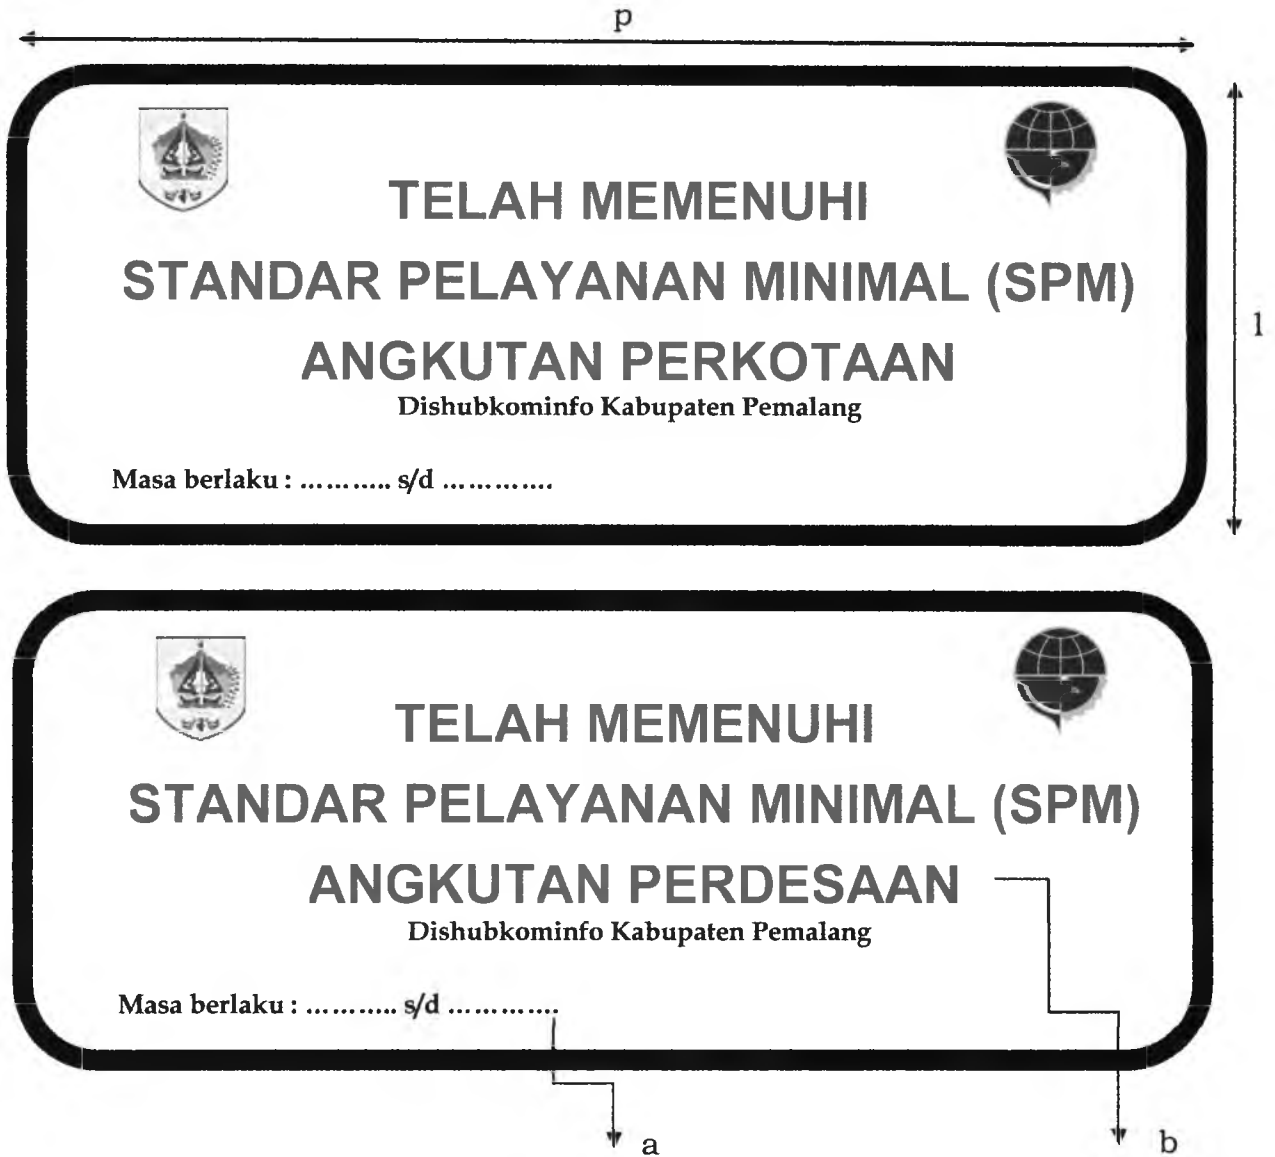 p
TELAH MEMENUHI
STANDAR PELAYANAN MINIMAL (SPM)
ANGKUTAN PERKOTAAN
Dishubkominfo Kabupaten Pemalang
Masa berlaku : ........... s/d .............
l
TELAH MEMENUHI
STANDAR PELAYANAN MINIMAL (SPM)
ANGKUTAN PERDESAAN
Dishubkominfo Kabupaten Pemalang
Masa berlaku : ........... s/d .............
a
b